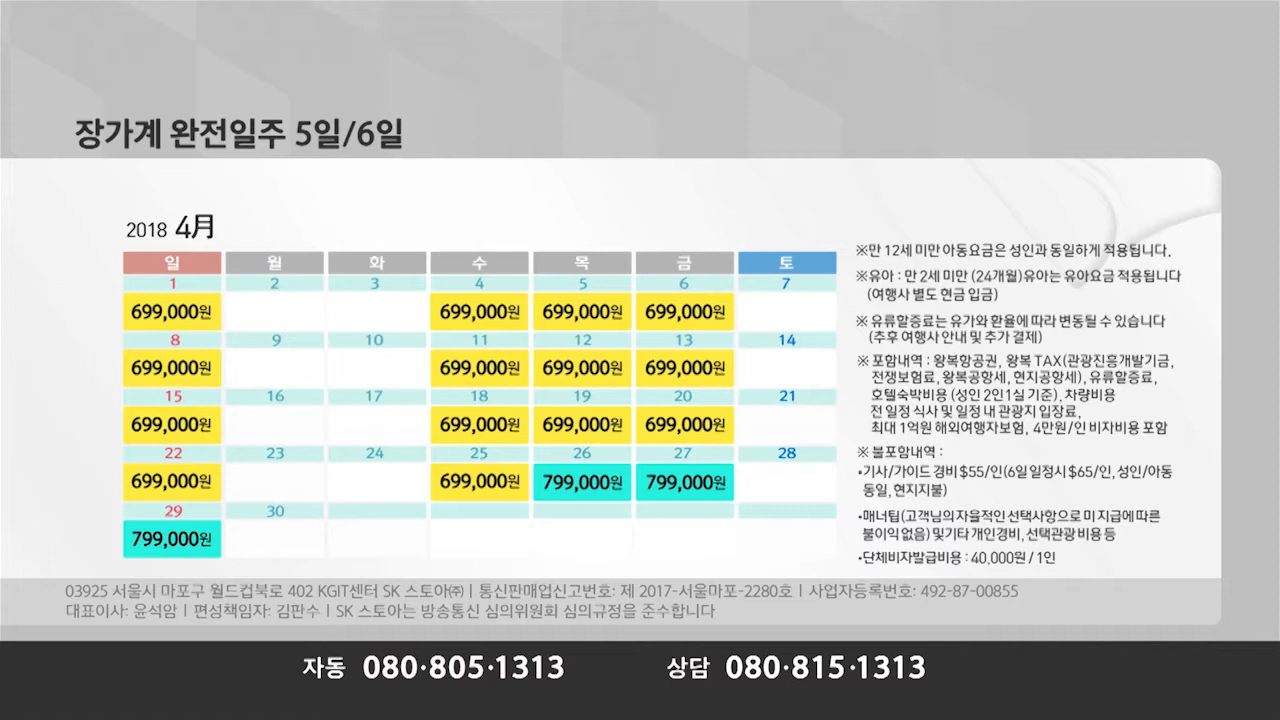 장가계 완전일주 5일/6일
2018 4月
일 월 화 수 목 금 토
1 2 3 4 5 6 7
699,000원 699,000원 699,000원 699,000원
8 9 10 11 12 13 14
699,000원 699,000원 699,000원 699,000원
15 16 17 18 19 20 21
699,000원 699,000원 699,000원 699,000원
22 23 24 25 26 27 28
699,000원 699,000원 799,000원 799,000원
29 30
799,000원
※만 12세 미만 아동요금은 성인과 동일하게 적용됩니다.
※유아 : 만 2세 미만 (24개월)유아는 유아요금 적용됩니다
(여행사 별도 현금 입금)
※ 유류할증료는 유가와 환율에 따라 변동될 수 있습니다
(추후 여행사 안내 및 추가 결제)
※ 포함내역 : 왕복항공권, 왕복 TAX(관광진흥개발기금,
전쟁보험료, 왕복공항세, 현지공항세), 유류할증료,
호텔숙박비용 (성인 2인1실 기준), 차량비용
전 일정 식사 및 일정 내 관광지 입장료,
최대 1억원 해외여행자보험, 4만원/인 비자비용 포함
※ 불포함내역 :
•기사/가이드 경비 $55/인(6일 일정시 $65/인, 성인/아동
동일, 현지지불)
•매너팁(고객님의 자율적인 선택사항으로 미 지급에 따른
불이익 없음) 및 기타 개인경비, 선택관광 비용 등
•단체비자발급비용 : 40,000원 / 1인
03925 서울시 마포구 월드컵북로 402 KGIT센터 SK 스토아㈜ | 통신판매업신고번호: 제 2017-서울마포-2280호 | 사업자등록번호: 492-87-00855
대표이사: 윤석암 | 편성책임자: 김판수 | SK 스토아는 방송통신 심의위원회 심의규정을 준수합니다
자동 080·805·1313 상담 080·815·1313